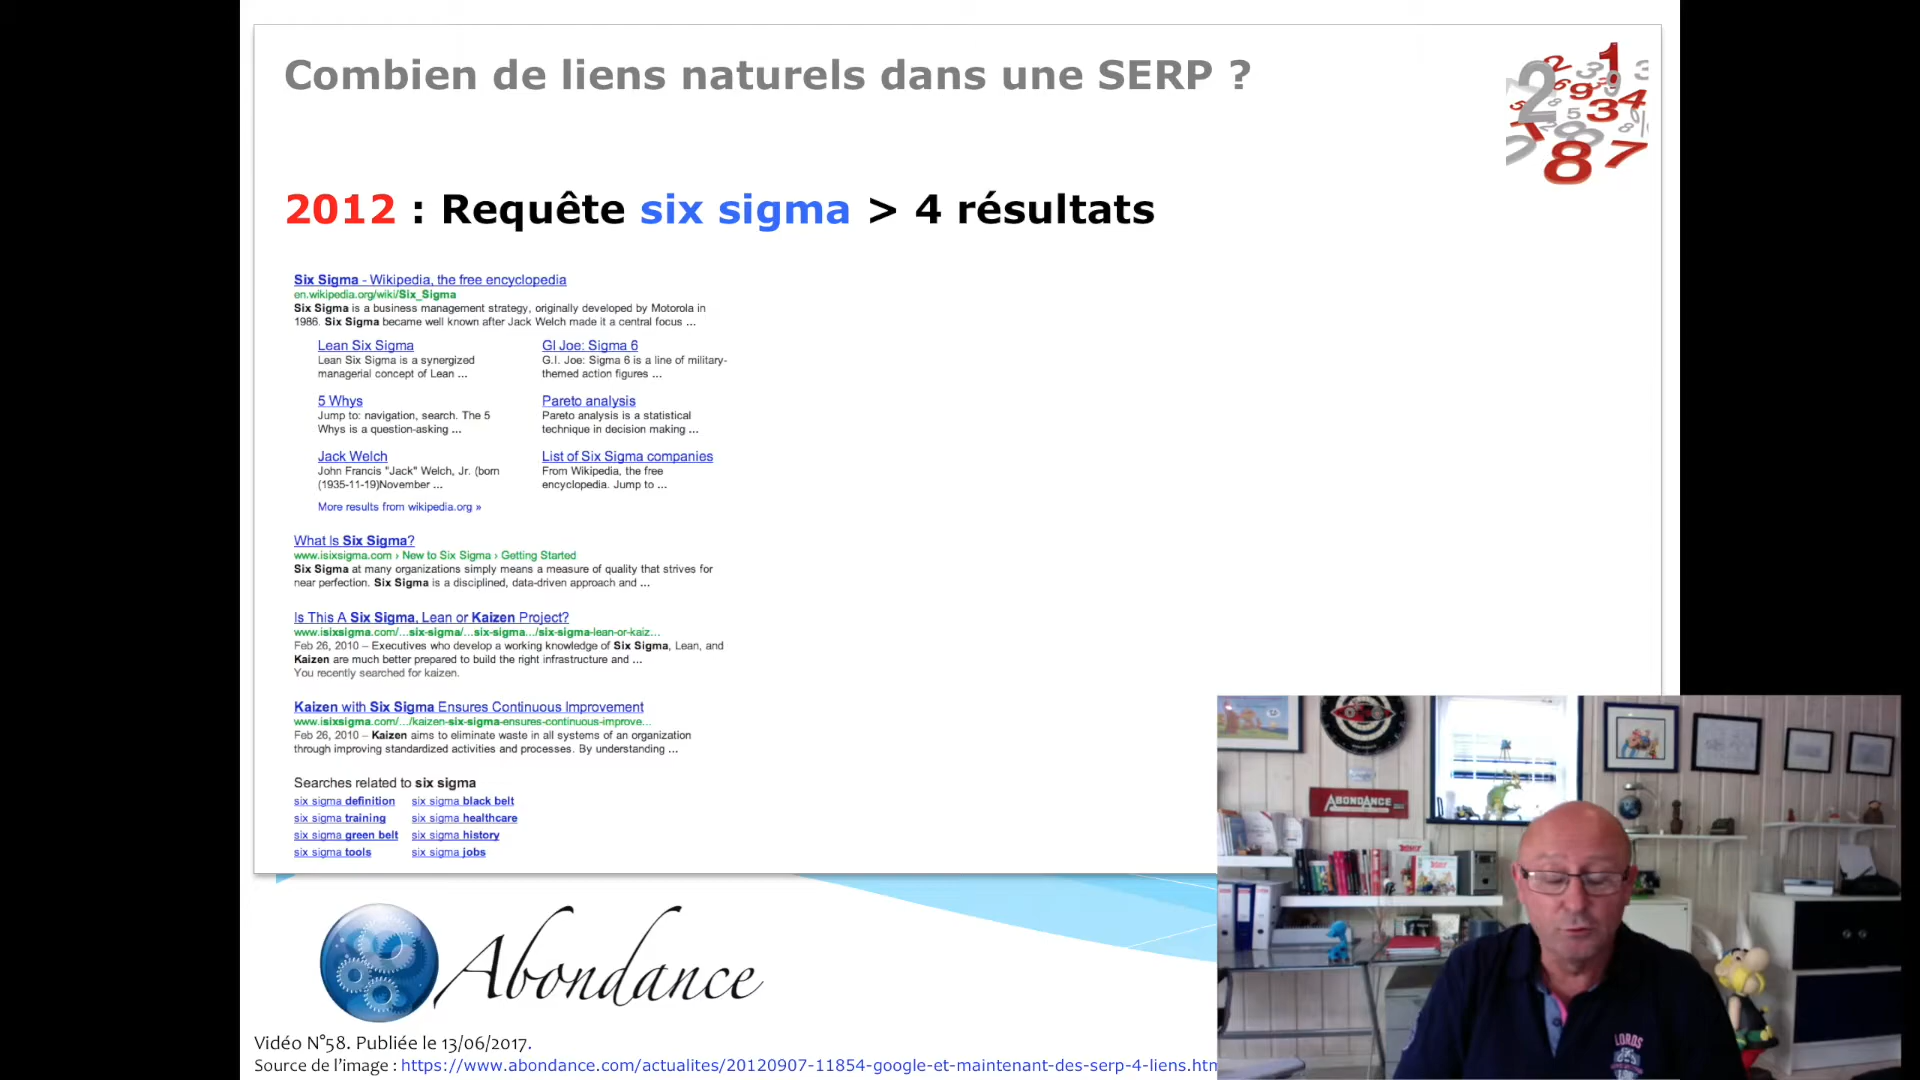 Combien de liens naturels dans une SERP ?
2012 : Requête six sigma > 4 résultats
Six Sigma - Wikipedia, the free encyclopedia
en.wikipedia.org/wiki/Six_Sigma
Six Sigma is a business management strategy, originally developed by Motorola in
1986. Six Sigma became well known after Jack Welch made it a central focus ...
Lean Six Sigma
Lean Six Sigma is a synergized
managerial concept of Lean ...
GI Joe: Sigma 6
G.I. Joe: Sigma 6 is a line of military-
themed action figures ...
5 Whys
Jump to: navigation, search. The 5
Whys is a question-asking ...
Pareto analysis
Pareto analysis is a statistical
technique in decision making ...
Jack Welch
John Francis "Jack" Welch, Jr. (born
(1935-11-19)November ...
List of Six Sigma companies
From Wikipedia, the free
encyclopedia. Jump to ...
More results from wikipedia.org »
What Is Six Sigma?
www.isixsigma.com › New to Six Sigma › Getting Started
Six Sigma at many organizations simply means a measure of quality that strives for
near perfection. Six Sigma is a disciplined, data-driven approach and ...
Is This A Six Sigma, Lean or Kaizen Project?
www.isixsigma.com/...six-sigma/...six-sigma.../six-sigma-lean-or-kaiz...
Feb 26, 2010 – Executives who develop a working knowledge of Six Sigma, Lean, and
Kaizen are much better prepared to build the right infrastructure and ...
You recently searched for kaizen.
Kaizen with Six Sigma Ensures Continuous Improvement
www.isixsigma.com/.../kaizen-six-sigma-ensures-continuous-improve...
Feb 26, 2010 – Kaizen aims to eliminate waste in all systems of an organization
through improving standardized activities and processes. By understanding ...
Searches related to six sigma
six sigma definition six sigma black belt
six sigma training six sigma healthcare
six sigma green belt six sigma history
six sigma tools six sigma jobs
Abondance
Vidéo N°58. Publiée le 13/06/2017.
Source de l'image : https://www.abondance.com/actualites/20120907-11854-google-et-maintenant-des-serp-4-liens.htm
ABONDANCE
LORDS